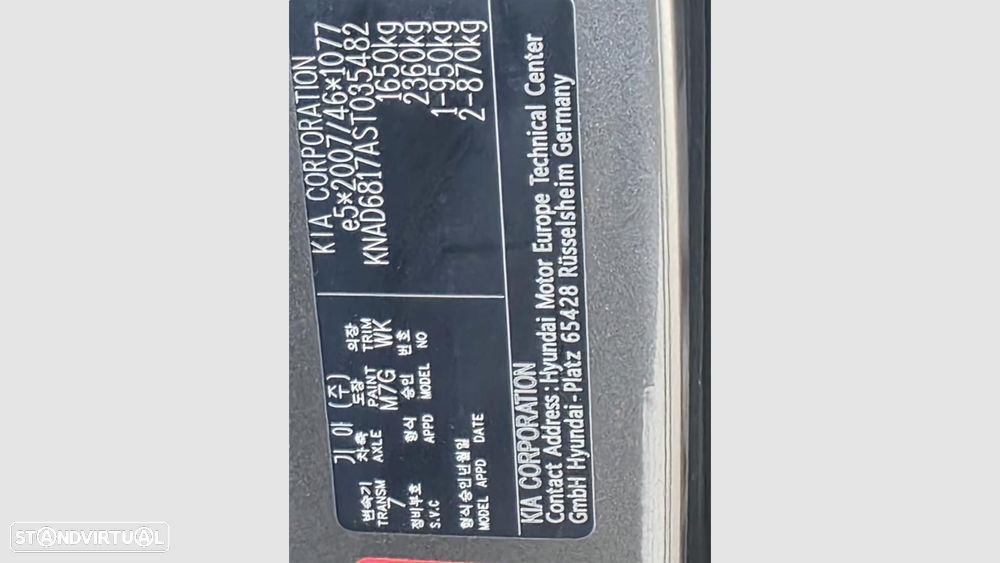 KIA CORPORATION
e5*2007/46*1077
KNAD6817AST035482
1650kg
2360kg
1-950kg
2-870kg
기아 (주)
변속기 차축 도장 의장
TRANSM AXLE PAINT TRIM
7 M7G WK
정비부호 형식 승인 번호
S.V.C APPD MODEL NO
형식승인년월일
MODEL APPD DATE
KIA CORPORATION
Contact Address : Hyundai Motor Europe Technical Center
GmbH Hyundai-Platz 65428 Rüsselsheim Germany
STANDVIRTUAL